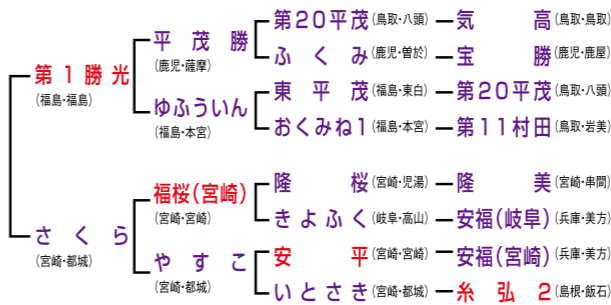 第20平茂(鳥取・八頭) 気高(鳥取・鳥取)
平茂勝
(鹿児・薩摩)
ふくみ(鹿児・曽於) 宝勝(鹿児・鹿屋)
第1勝光
(福島・福島)
東平茂(福島・東白) 第20平茂(鳥取・八頭)
ゆふういん
(福島・本宮)
おくみね1(福島・本宮) 第11村田(鳥取・岩美)
隆桜(宮崎・児湯) 隆美(宮崎・串間)
福桜(宮崎)
(宮崎・宮崎)
きよふく(岐阜・高山) 安福(岐阜)(兵庫・美方)
さくら
(宮崎・都城)
安平(宮崎・宮崎) 安福(宮崎)(兵庫・美方)
やすこ
(宮崎・都城)
いとさき(宮崎・都城) 糸弘2(島根・飯石)